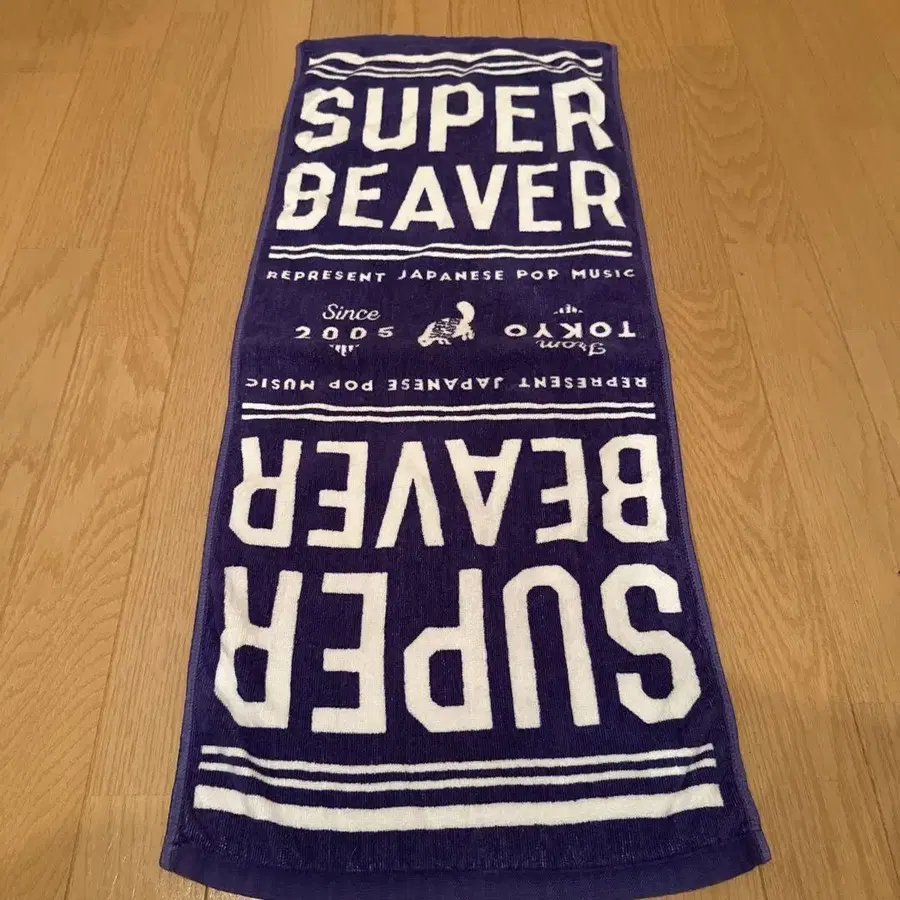 SUPER
BEAVER
REPRESENT JAPANESE POP MUSIC
Since
2005
From
TOKYO
REPRESENT JAPANESE POP MUSIC
BEAVER
SUPER